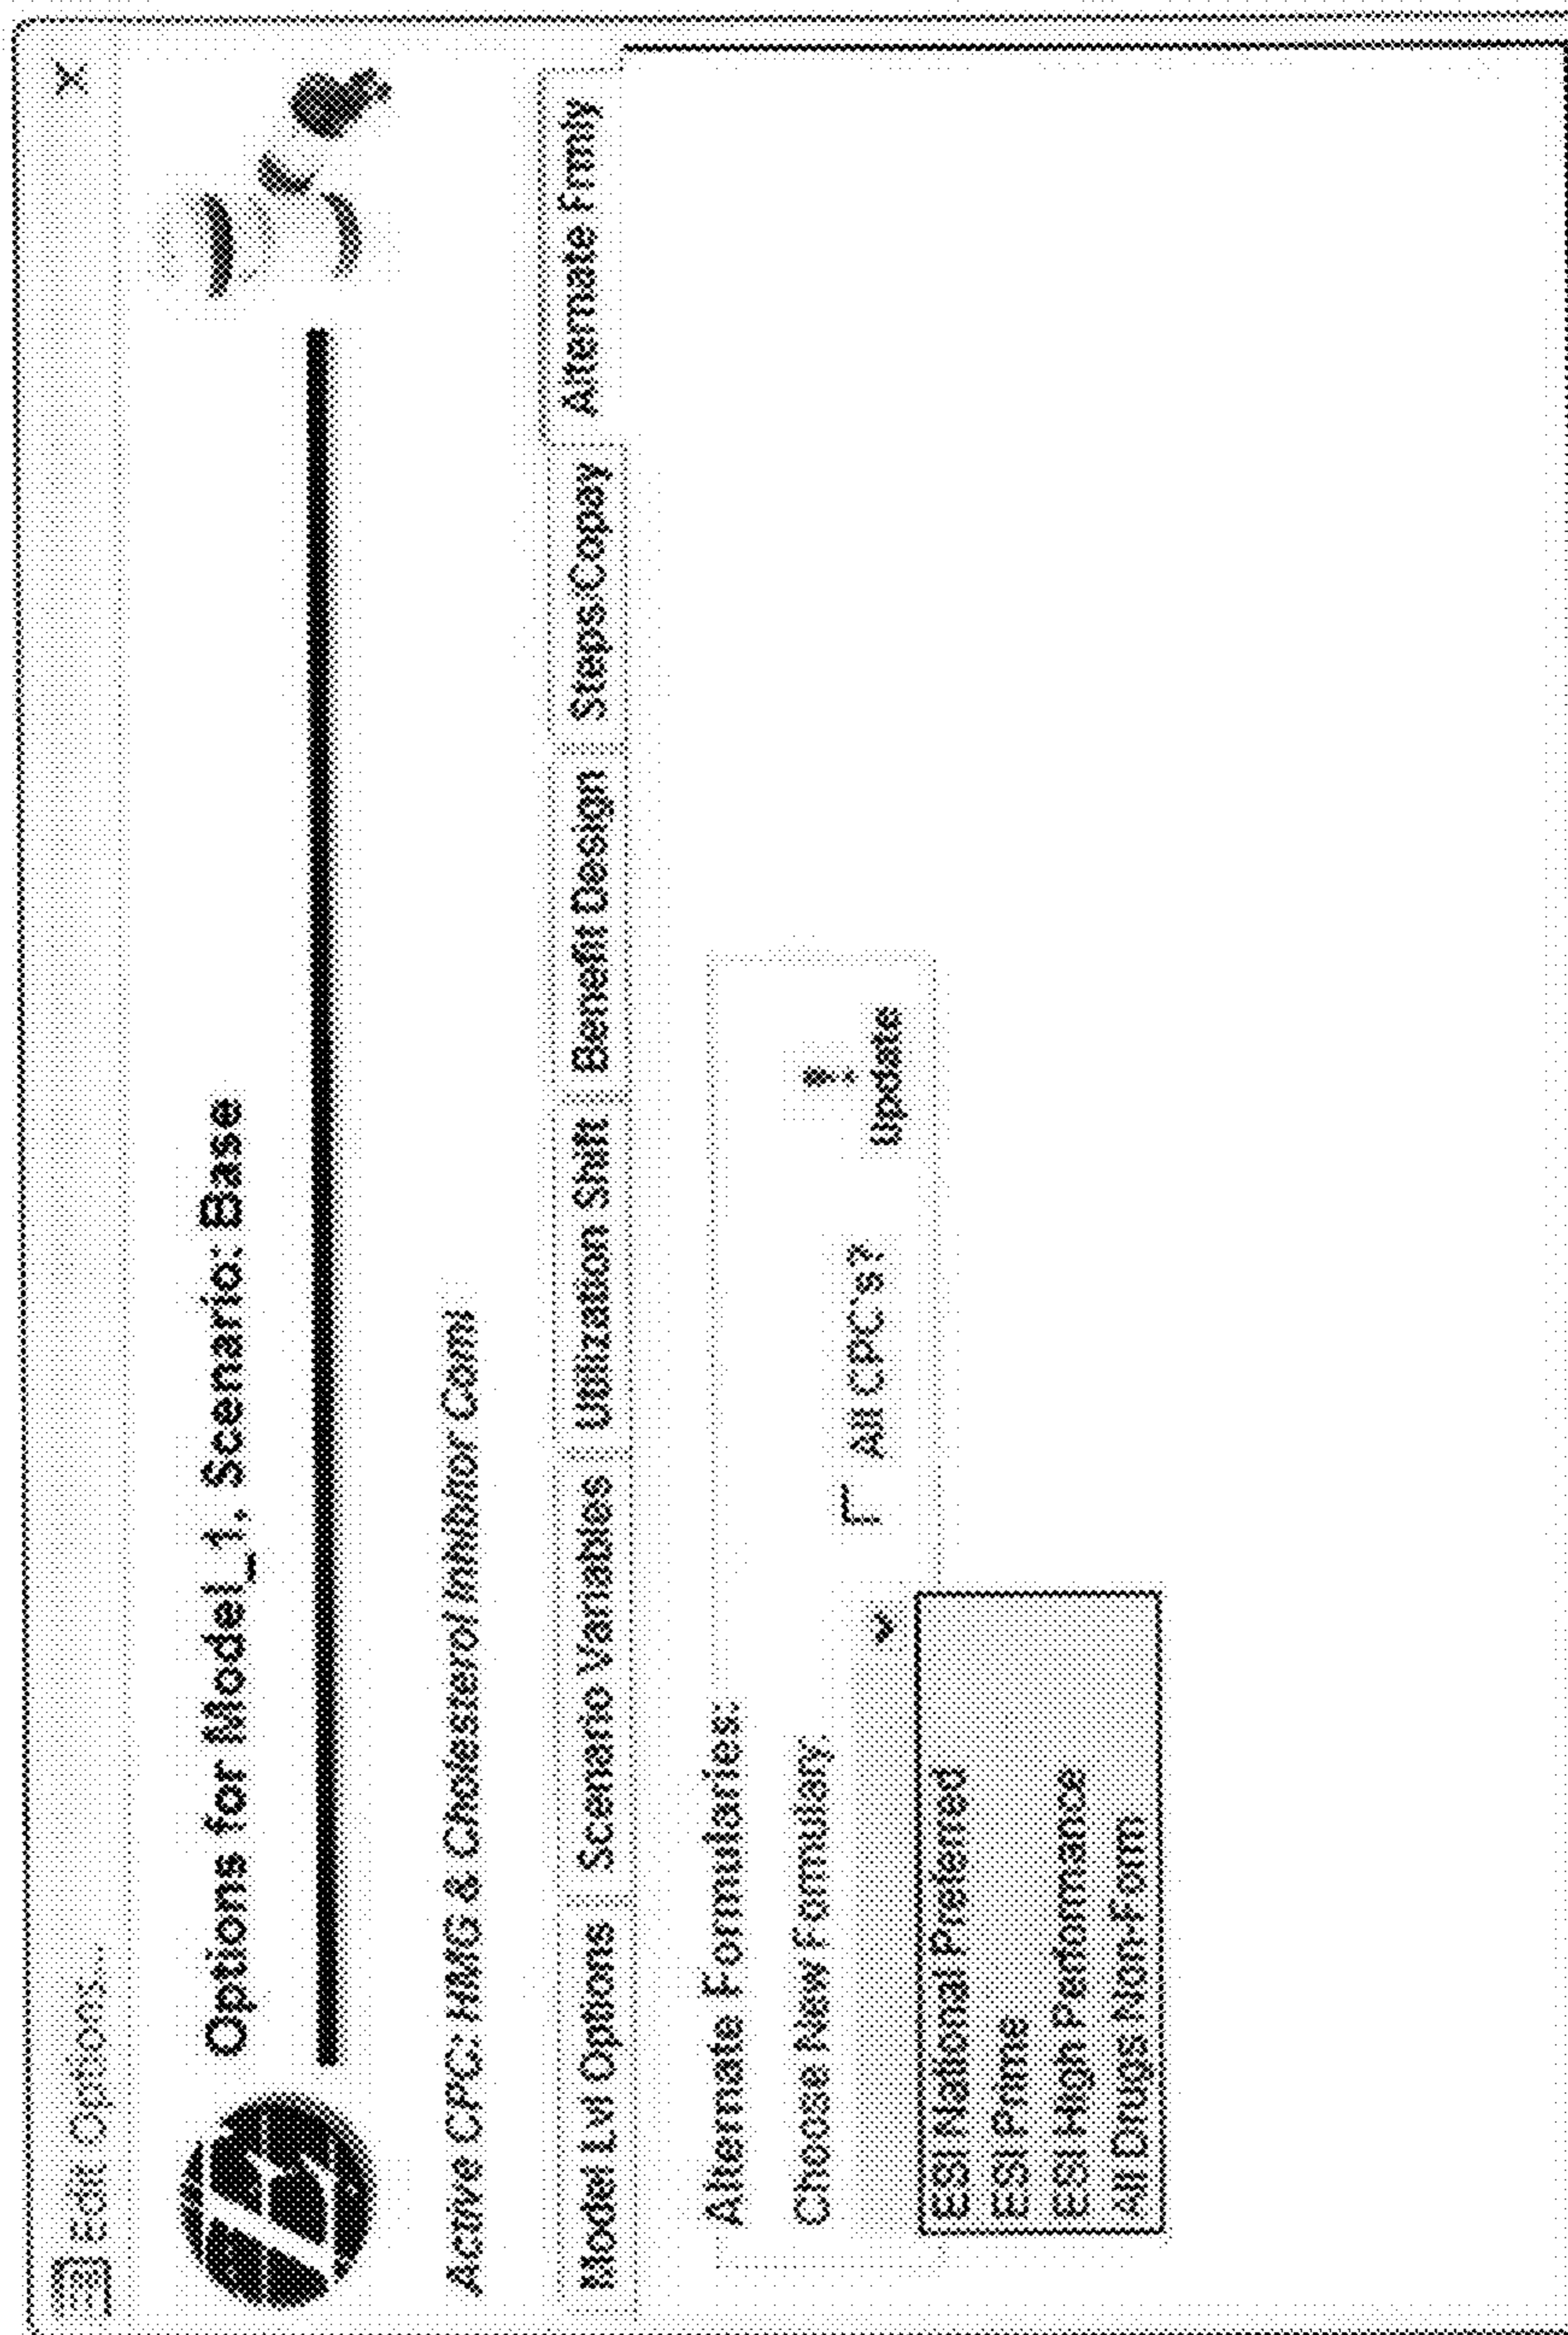 Edit Options...
Options for Model_1, Scenario: Base
Active CPC: HMG & Cholesterol Inhibitor Comi
Model Lvl Options Scenario Variables Utilization Shift Benefit Design Steps:Copay Alternate Frmly
Alternate Formularies:
Choose New Formulary:
All CPC's?
!
Update
ESI National Preferred
ESI Prime
ESI High Performance
All Drugs Non-Form